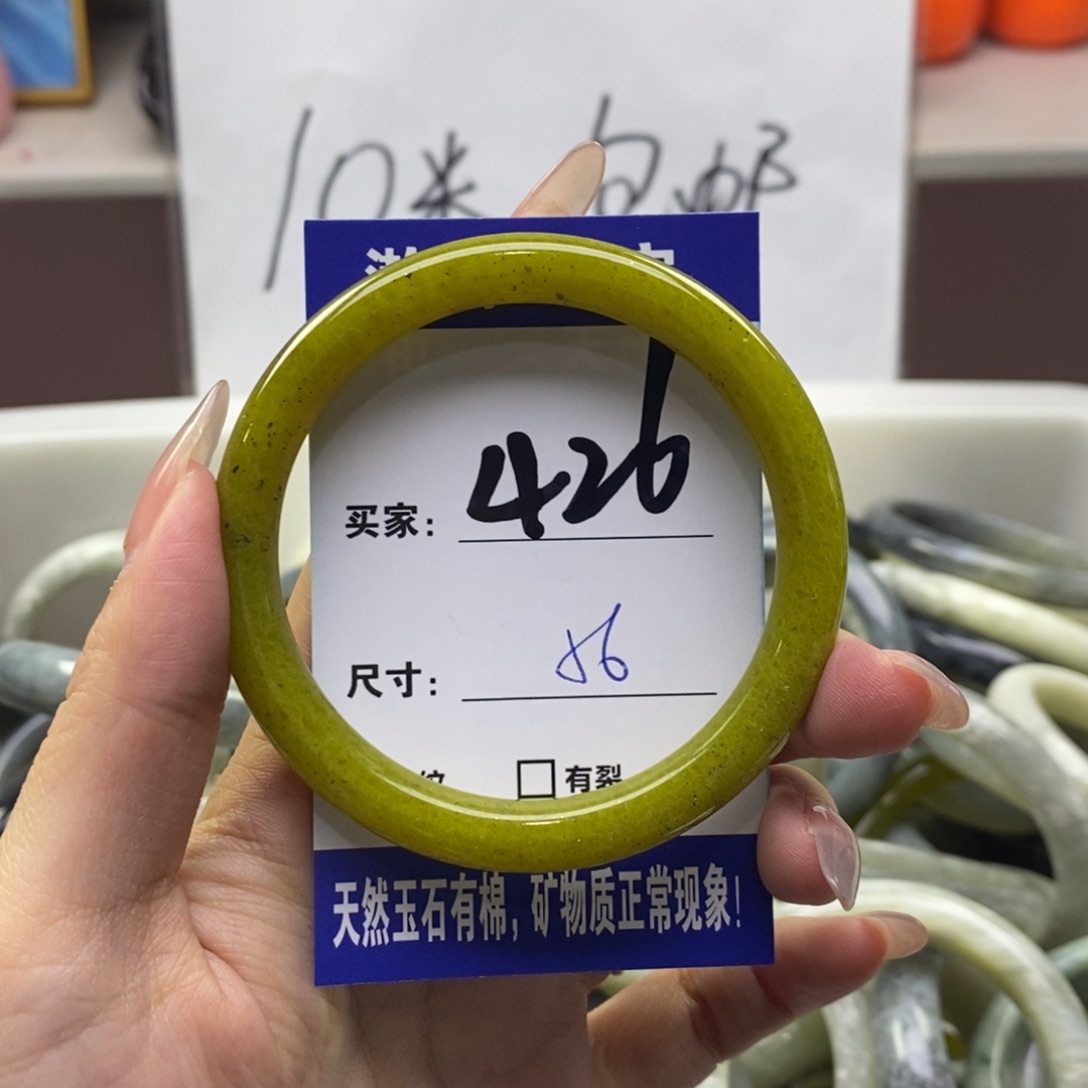 10米 包邮
买家: 426
尺寸: 56
纹 □有裂
天然玉石有棉, 矿物质正常现象!